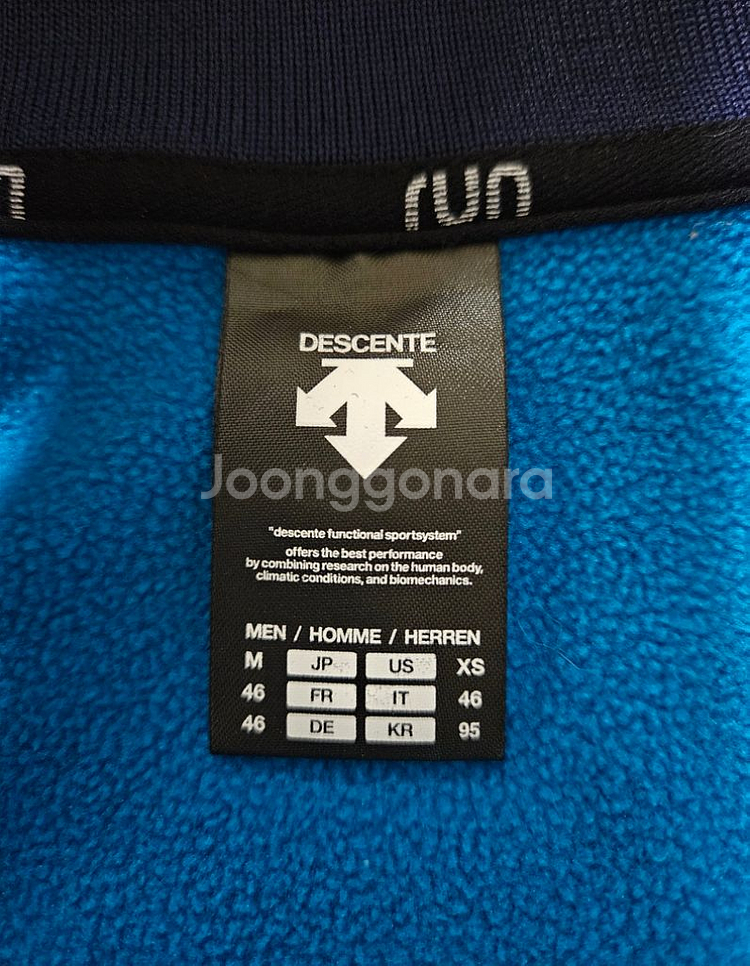 run
DESCENTE
Joonggonara
"descente functional sportsystem"
offers the best performance
by combining research on the human body,
climatic conditions, and biomechanics.
MEN / HOMME / HERREN
M JP US XS
46 FR IT 46
46 DE KR 95